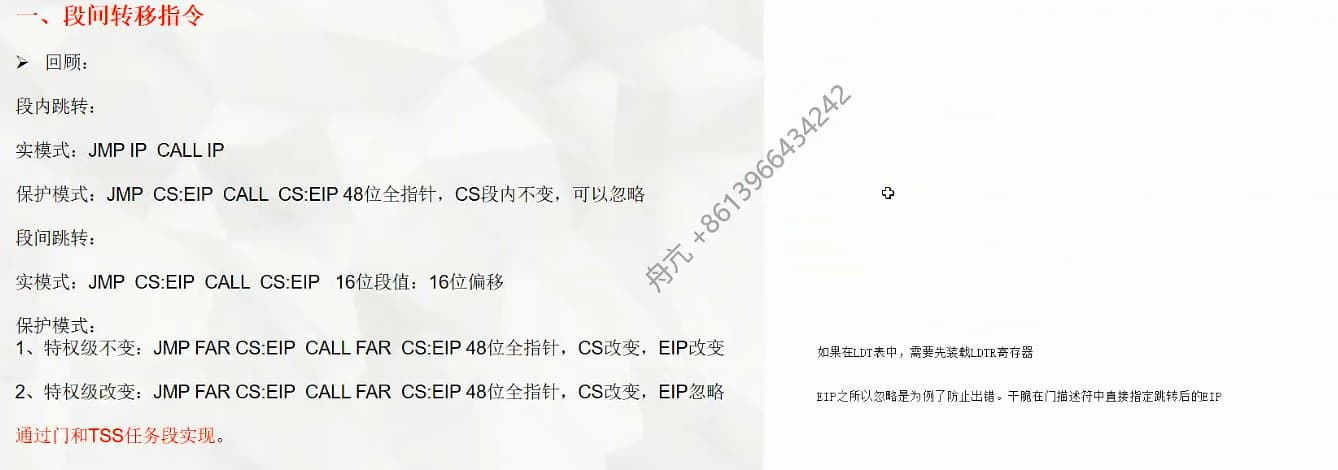 一、段间转移指令
➢ 回顾：
段内跳转：
实模式：JMP IP  CALL IP
保护模式：JMP  CS:EIP  CALL  CS:EIP 48位全指针，CS段内不变，可以忽略
段间跳转：
实模式：JMP  CS:EIP  CALL  CS:EIP   16位段值：16位偏移
保护模式：
1、特权级不变：JMP FAR CS:EIP  CALL FAR  CS:EIP 48位全指针，CS改变，EIP改变
如果在LDT表中，需要先装载LDTR寄存器
2、特权级改变：JMP FAR CS:EIP  CALL FAR  CS:EIP 48位全指针，CS改变，EIP忽略
EIP之所以忽略是为例了防止出错。干脆在门描述符中直接指定跳转后的EIP
通过门和TSS任务段实现。
舟亢 +8613966434242